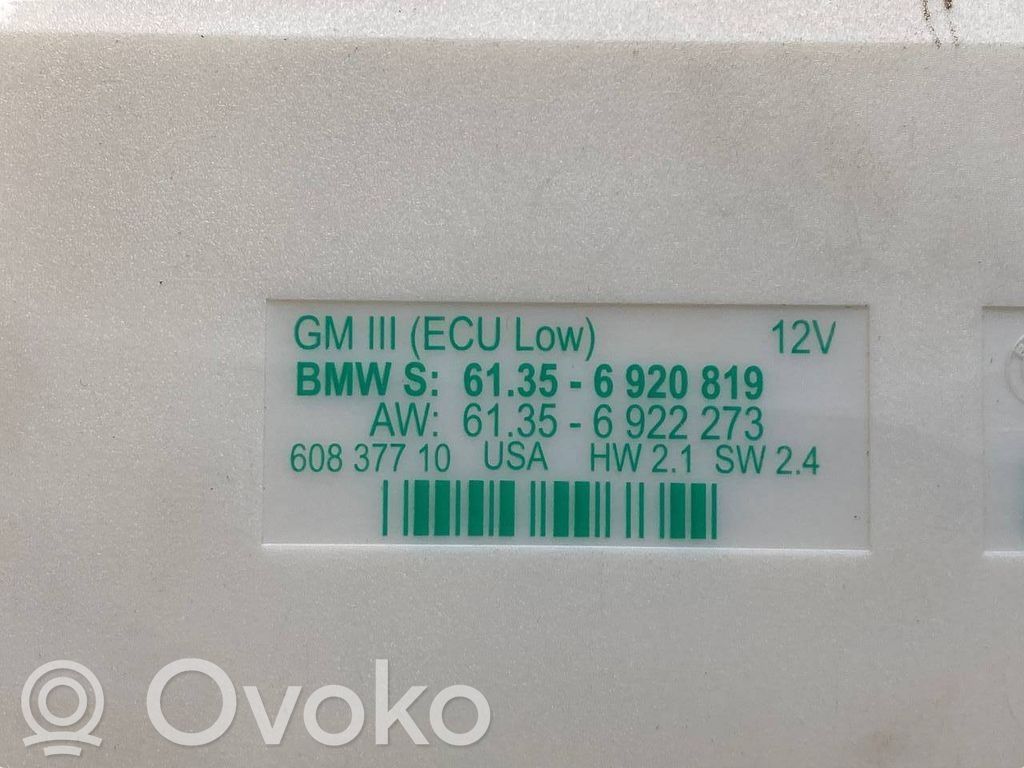 GM III (ECU Low) 12V
BMW S: 61.35 - 6 920 819
AW: 61.35 - 6 922 273
608 377 10 USA HW 2.1 SW 2.4
R Ovoko